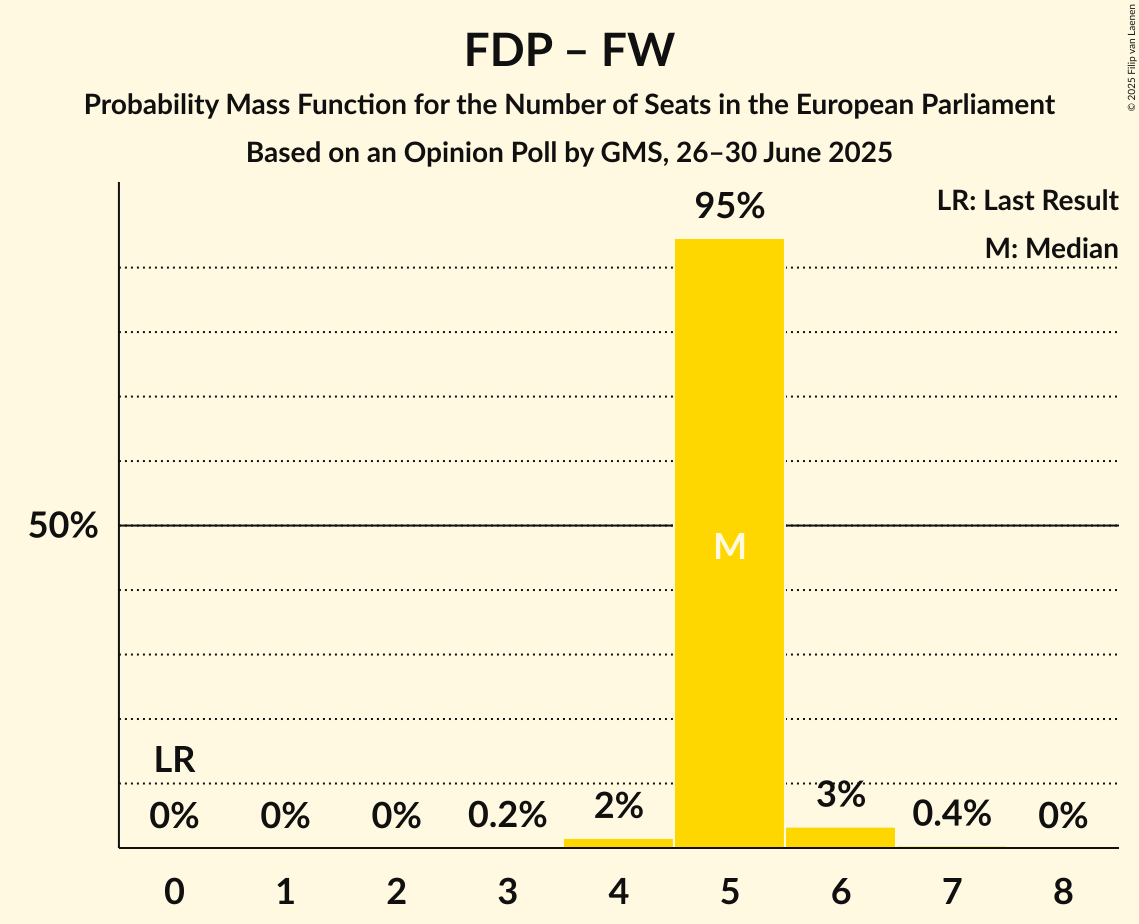 FDP – FW
Probability Mass Function for the Number of Seats in the European Parliament
Based on an Opinion Poll by GMS, 26–30 June 2025
© 2025 Filip van Laenen
LR: Last Result
M: Median
95%
50%
M
LR
0% 0% 0% 0.2% 2% 3% 0.4% 0%
0 1 2 3 4 5 6 7 8